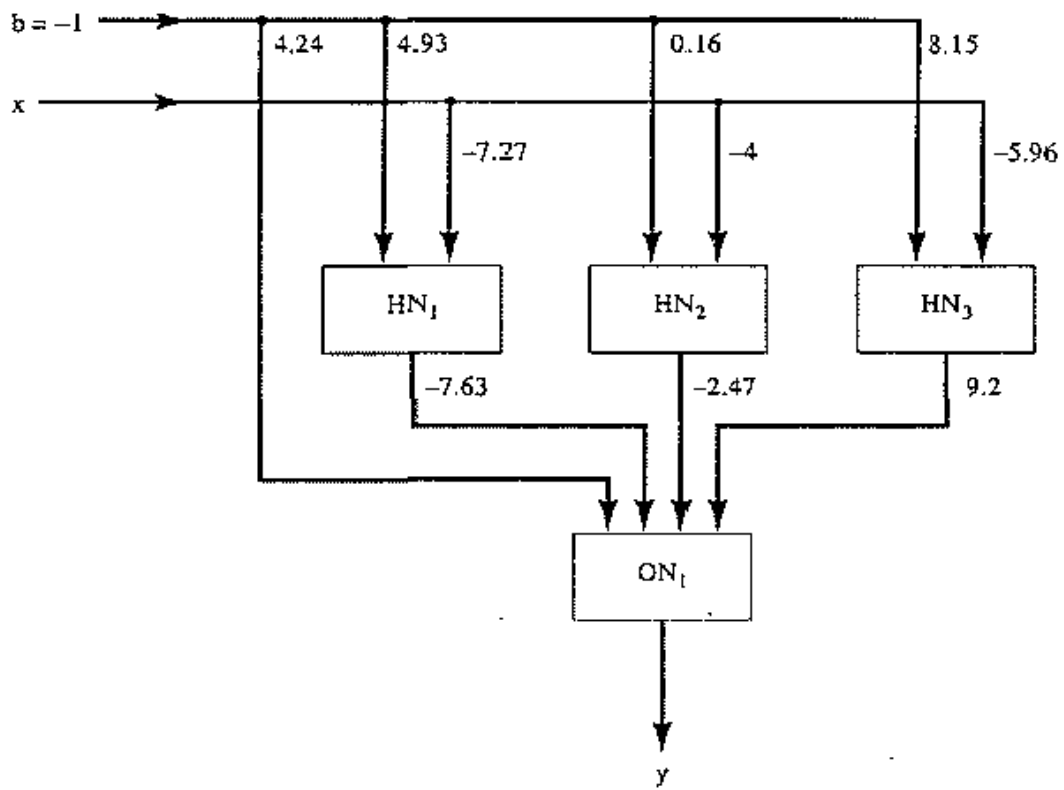 b = –1
4.24
4.93
0.16
8.15
x
–7.27
–4
–5.96
HN1
HN2
HN3
–7.63
–2.47
9.2
ON1
y